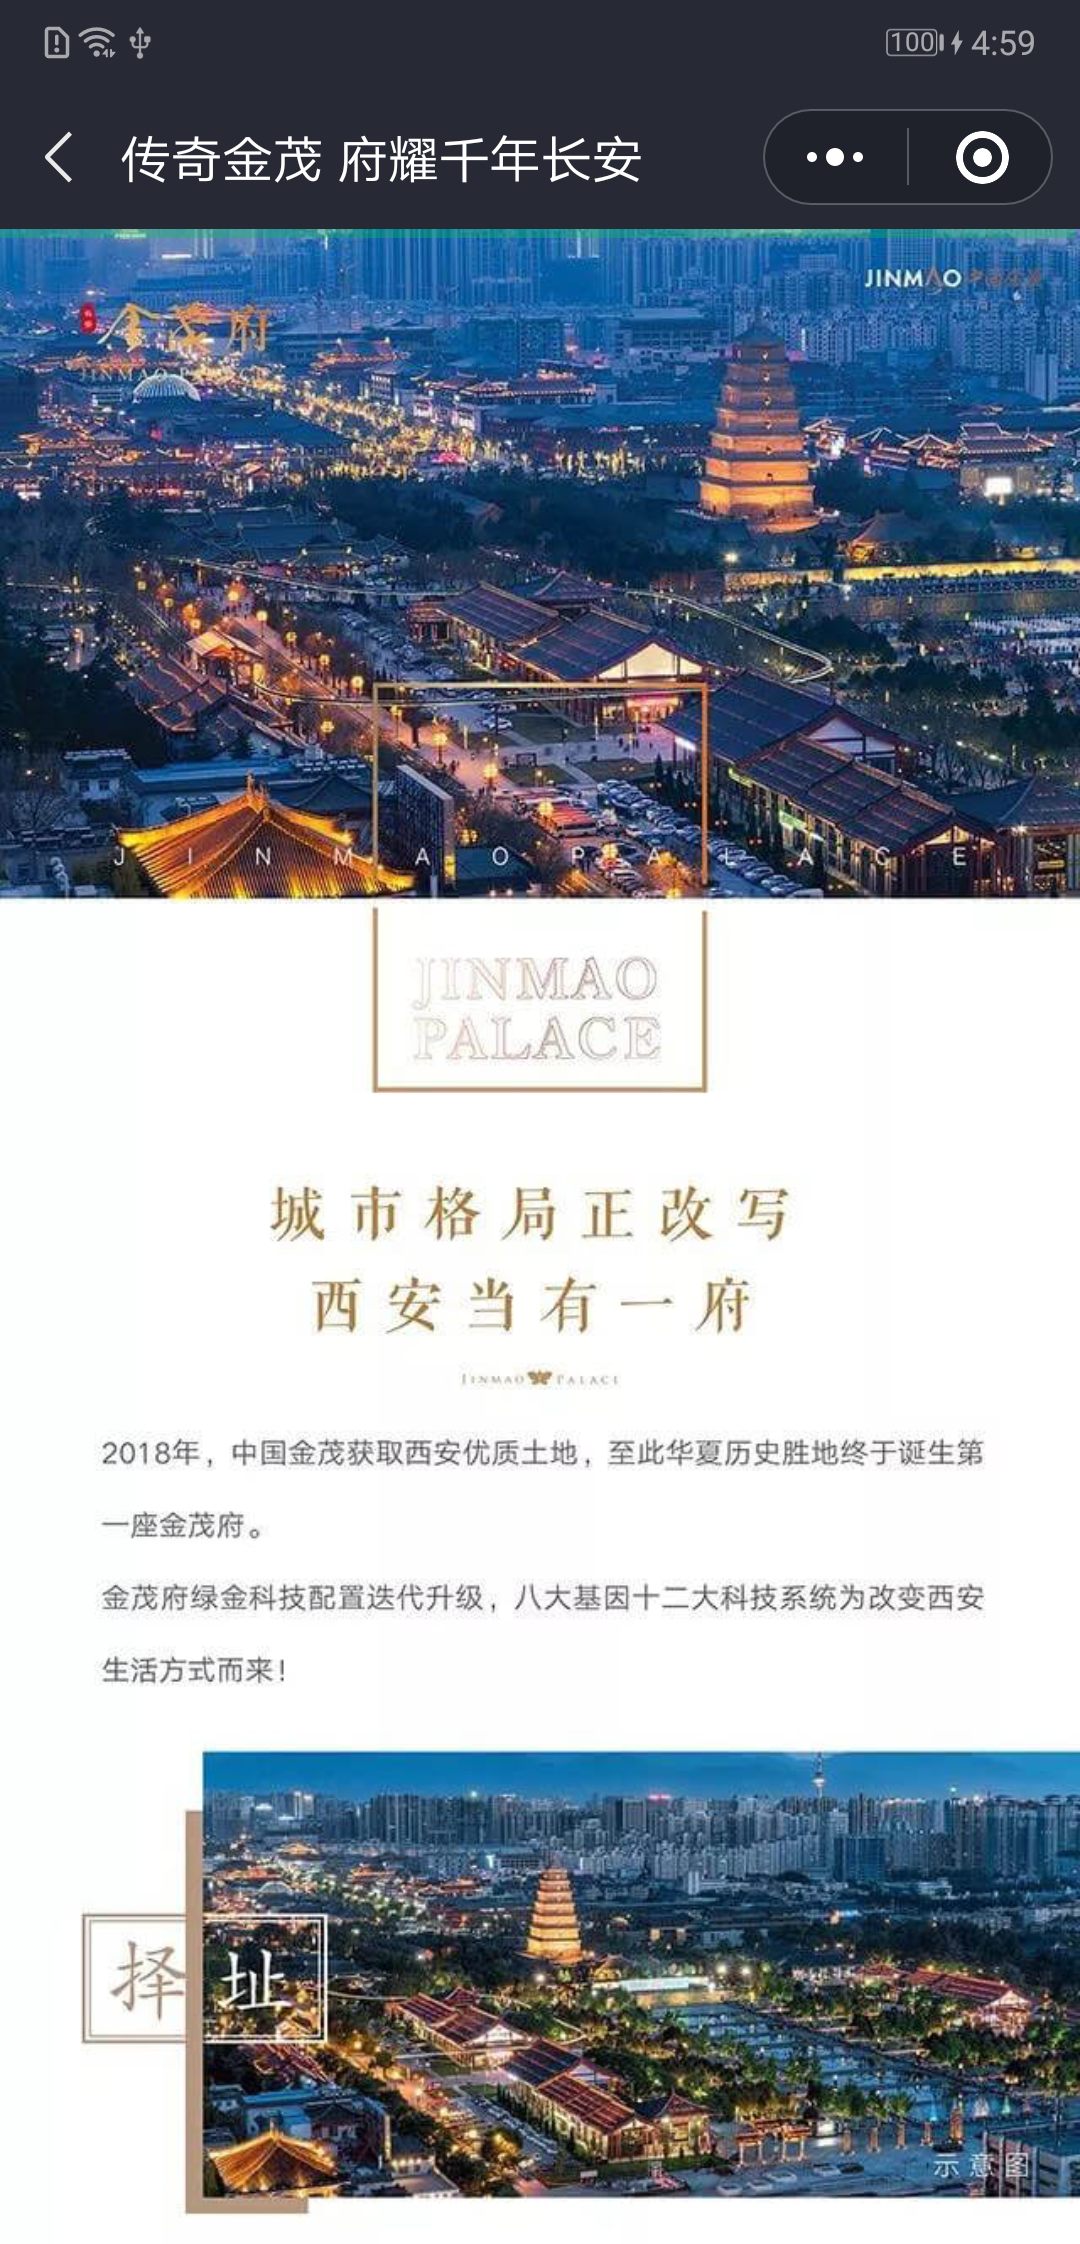 100 4:59
传奇金茂 府耀千年长安
JINMAO
金茂府
JINMAO PALACE
JINMAOPALACE
JINMAO
PALACE
城市格局正改写
西安当有一府
JINMAO PALACE
2018年，中国金茂获取西安优质土地，至此华夏历史胜地终于诞生第
一座金茂府。
金茂府绿金科技配置迭代升级，八大基因十二大科技系统为改变西安
生活方式而来！
择址
示意图